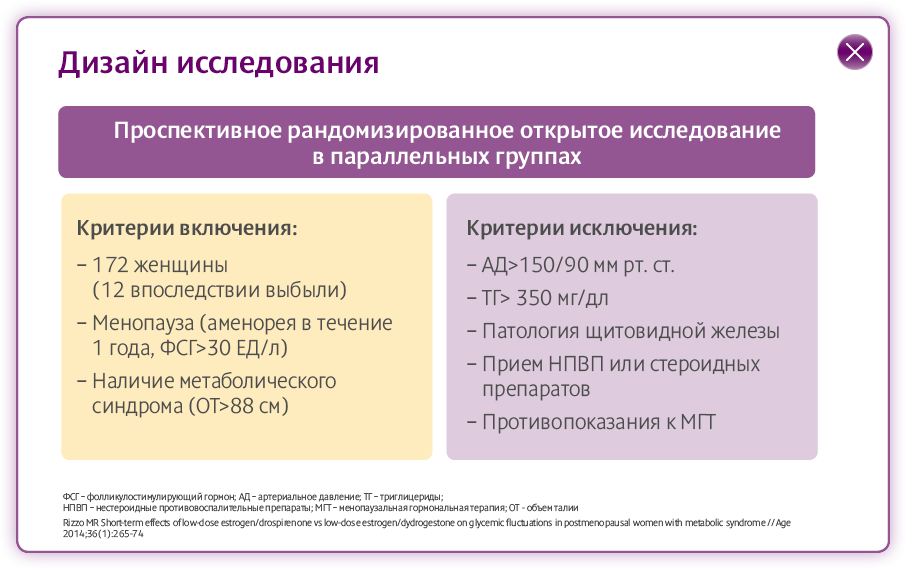 Дизайн исследования
Проспективное рандомизированное открытое исследование
в параллельных группах
Критерии включения:
– 172 женщины
(12 впоследствии выбыли)
– Менопауза (аменорея в течение
1 года, ФСГ>30 ЕД/л)
– Наличие метаболического
синдрома (ОТ>88 см)
Критерии исключения:
– АД>150/90 мм рт. ст.
– ТГ> 350 мг/дл
– Патология щитовидной железы
– Прием НПВП или стероидных
препаратов
– Противопоказания к МГТ
ФСГ – фолликулостимулирующий гормон; АД – артериальное давление; ТГ – триглицериды;
НПВП – нестероидные противовоспалительные препараты; МГТ – менопаузальная гормональная терапия; ОТ - объем талии
Rizzo MR Short-term effects of low-dose estrogen/drospirenone vs low-dose estrogen/dydrogestone on glycemic fluctuations in postmenopausal women with metabolic syndrome // Age
2014;36(1):265-74